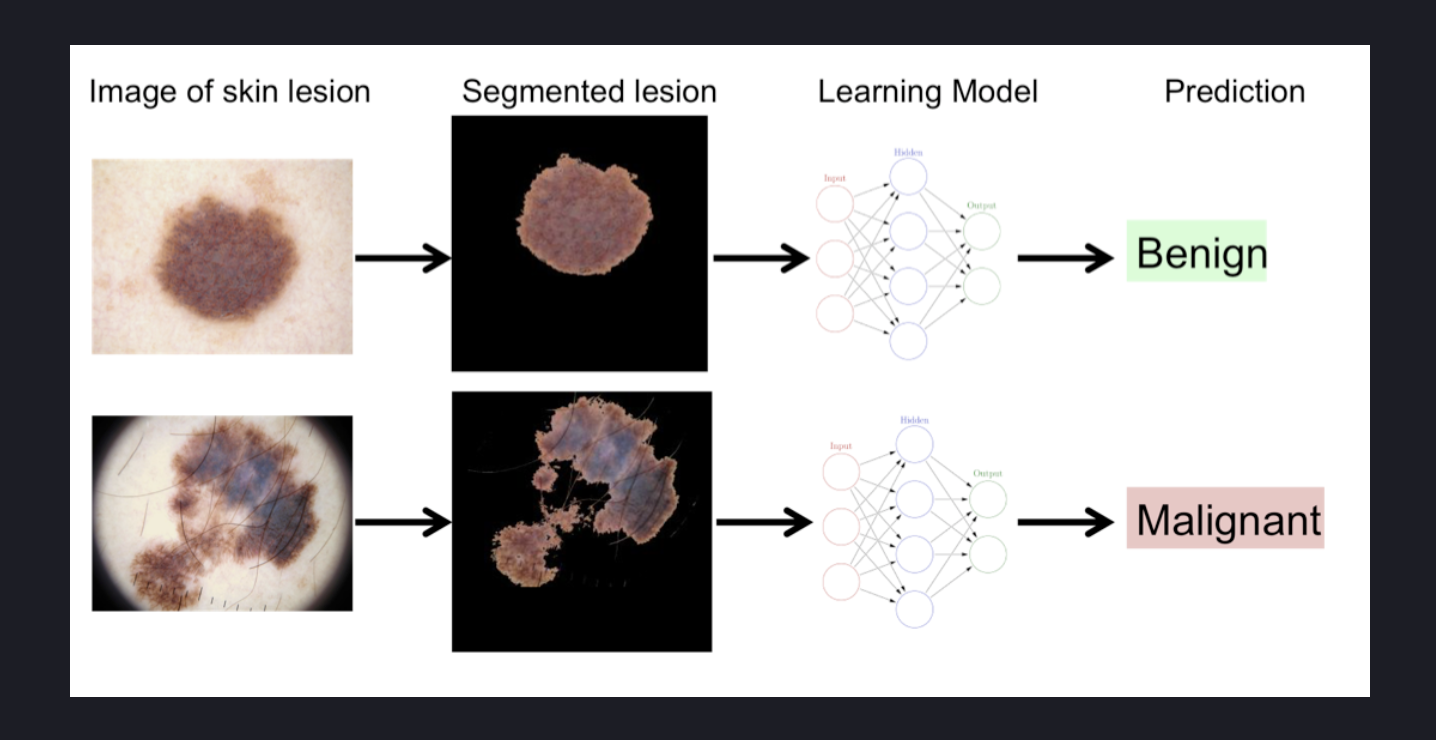 Image of skin lesion
Segmented lesion
Learning Model
Prediction
Hidden
Input
Output
Benign
Hidden
Input
Output
Malignant